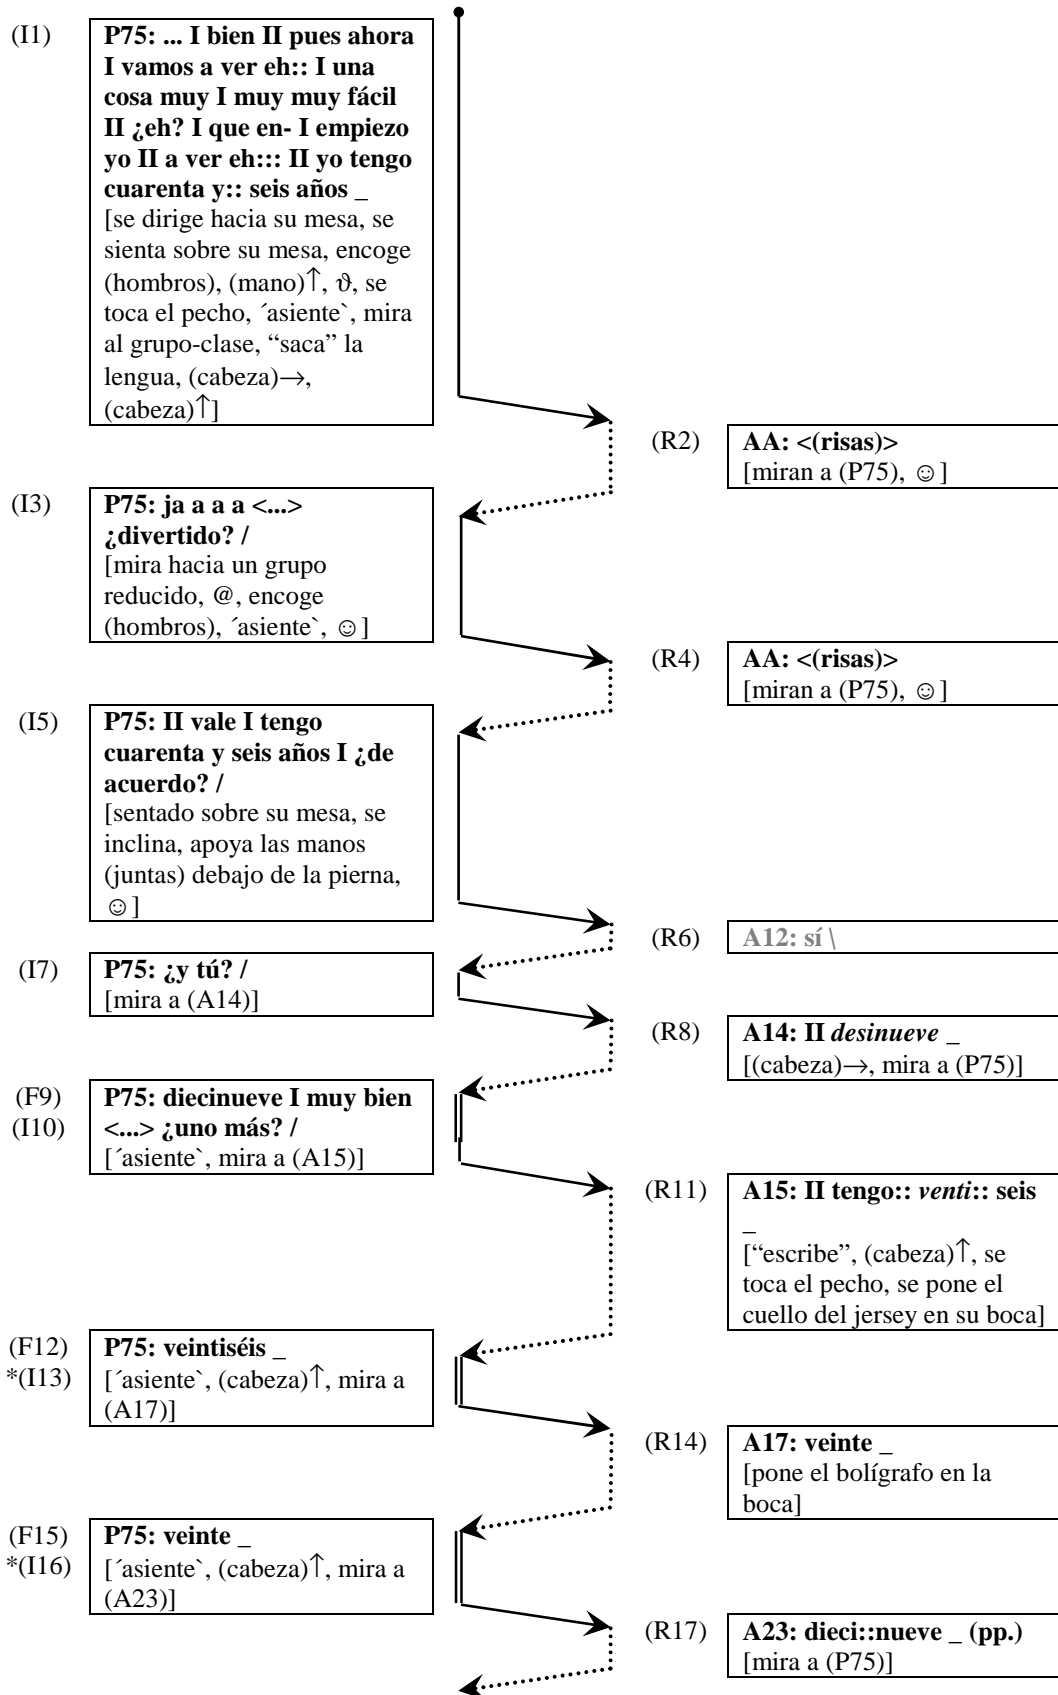 (I1)
P75: ... I bien II pues ahora
I vamos a ver eh:: I una
cosa muy I muy muy fácil
II ¿eh? I que en- I empiezo
yo II a ver eh::: II yo tengo
cuarenta y:: seis años _
[se dirige hacia su mesa, se
sienta sobre su mesa, encoge
(hombros), (mano)↑, ϑ, se
toca el pecho, ´asiente`, mira
al grupo-clase, “saca” la
lengua, (cabeza)→,
(cabeza)↑]
(R2)
AA: <(risas)>
[miran a (P75), ☺]
(I3)
P75: ja a a a <...>
¿divertido? /
[mira hacia un grupo
reducido, @, encoge
(hombros), ´asiente`, ☺]
(R4)
AA: <(risas)>
[miran a (P75), ☺]
(I5)
P75: II vale I tengo
cuarenta y seis años I ¿de
acuerdo? /
[sentado sobre su mesa, se
inclina, apoya las manos
(juntas) debajo de la pierna,
☺]
(R6)
A12: sí \
(I7)
P75: ¿y tú? /
[mira a (A14)]
(R8)
A14: II desinueve _
[(cabeza)→, mira a (P75)]
(F9)
(I10)
P75: diecinueve I muy bien
<...> ¿uno más? /
[´asiente`, mira a (A15)]
(R11)
A15: II tengo:: venti:: seis
_
[“escribe”, (cabeza)↑, se
toca el pecho, se pone el
cuello del jersey en su boca]
(F12)
*(I13)
P75: veintiséis _
[´asiente`, (cabeza)↑, mira a
(A17)]
(R14)
A17: veinte _
[pone el bolígrafo en la
boca]
(F15)
*(I16)
P75: veinte _
[´asiente`, (cabeza)↑, mira a
(A23)]
(R17)
A23: dieci::nueve _ (pp.)
[mira a (P75)]